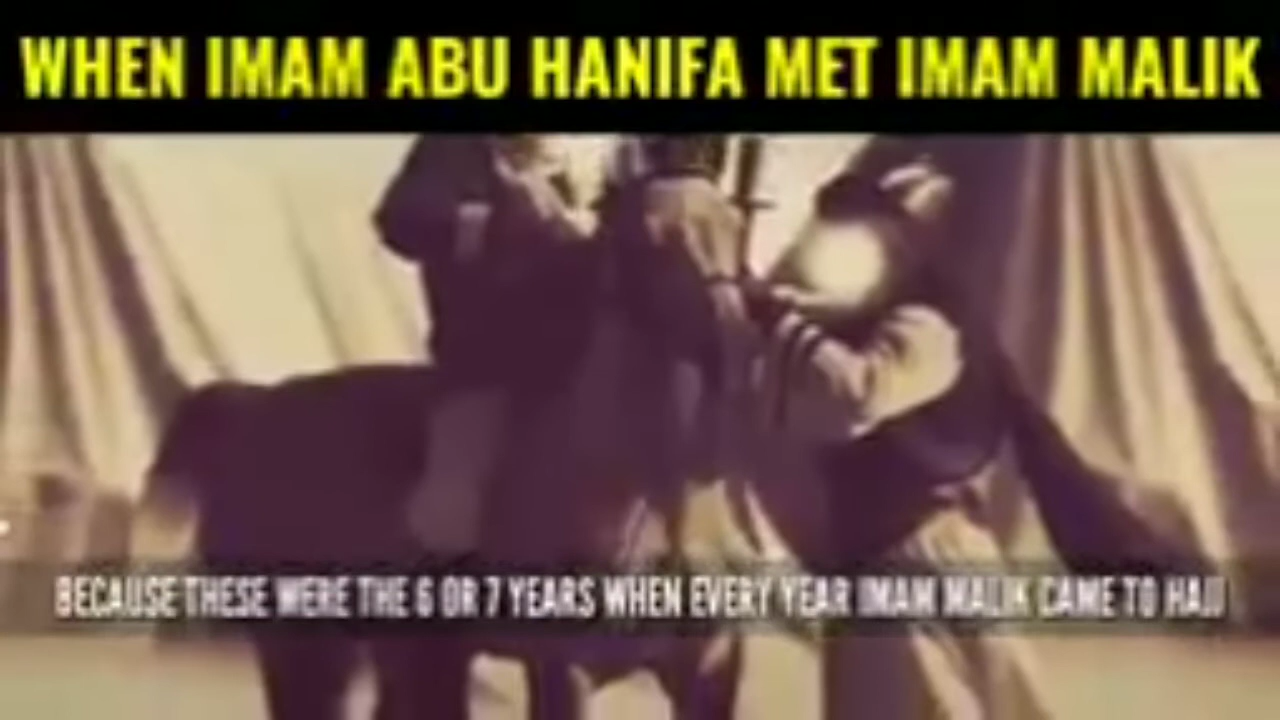 WHEN IMAM ABU HANIFA MET IMAM MALIK
BECAUSE THESE WERE THE 6 OR 7 YEARS WHEN EVERY YEAR IMAM MALIK CAME TO HAJJ